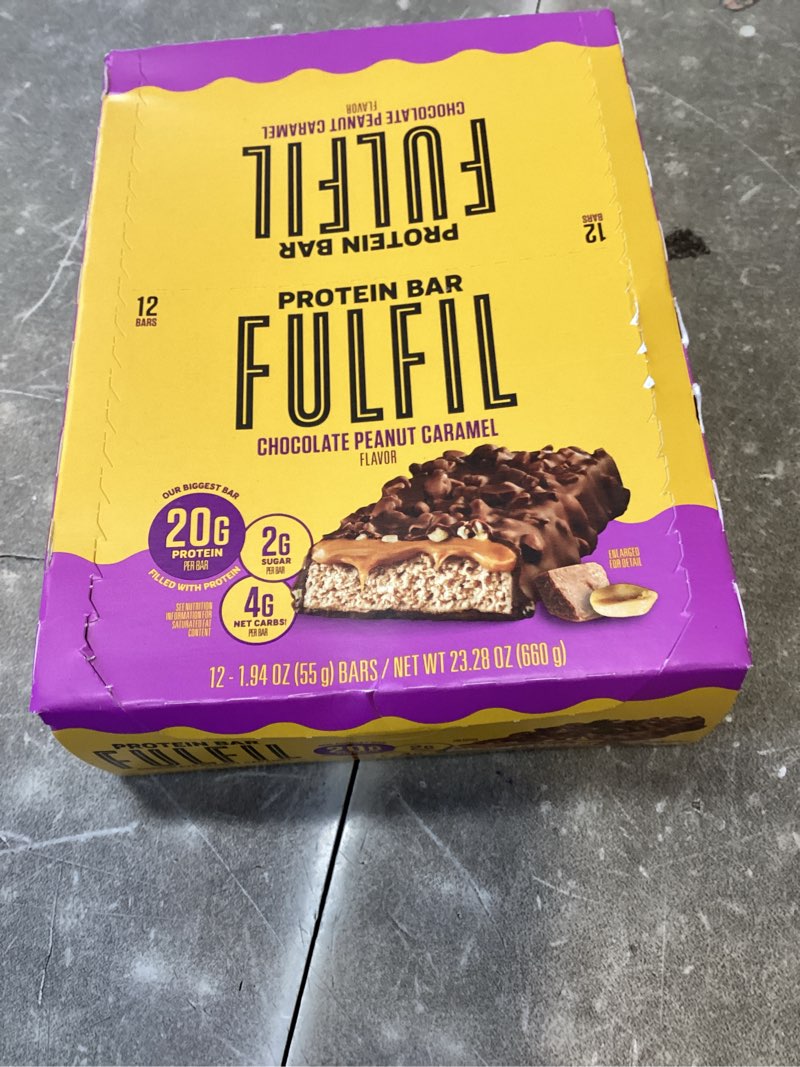 CHOCOLATE PEANUT CARAMEL
FLAVOR
FULFIL
PROTEIN BAR
12
BARS
12
BARS
PROTEIN BAR
FULFIL
CHOCOLATE PEANUT CARAMEL
FLAVOR
OUR BIGGEST BAR
20G
PROTEIN
PER BAR
FILLED WITH PROTEIN
2G
SUGAR
PER BAR
4G
NET CARBS!
PER BAR
SEE NUTRITION
INFORMATION FOR
SATURATED FAT
CONTENT
ENLARGED
FOR DETAIL
12 - 1.94 OZ (55 g) BARS / NET WT 23.28 OZ (660 g)
PROTEIN BAR
FULFIL
20G
2G